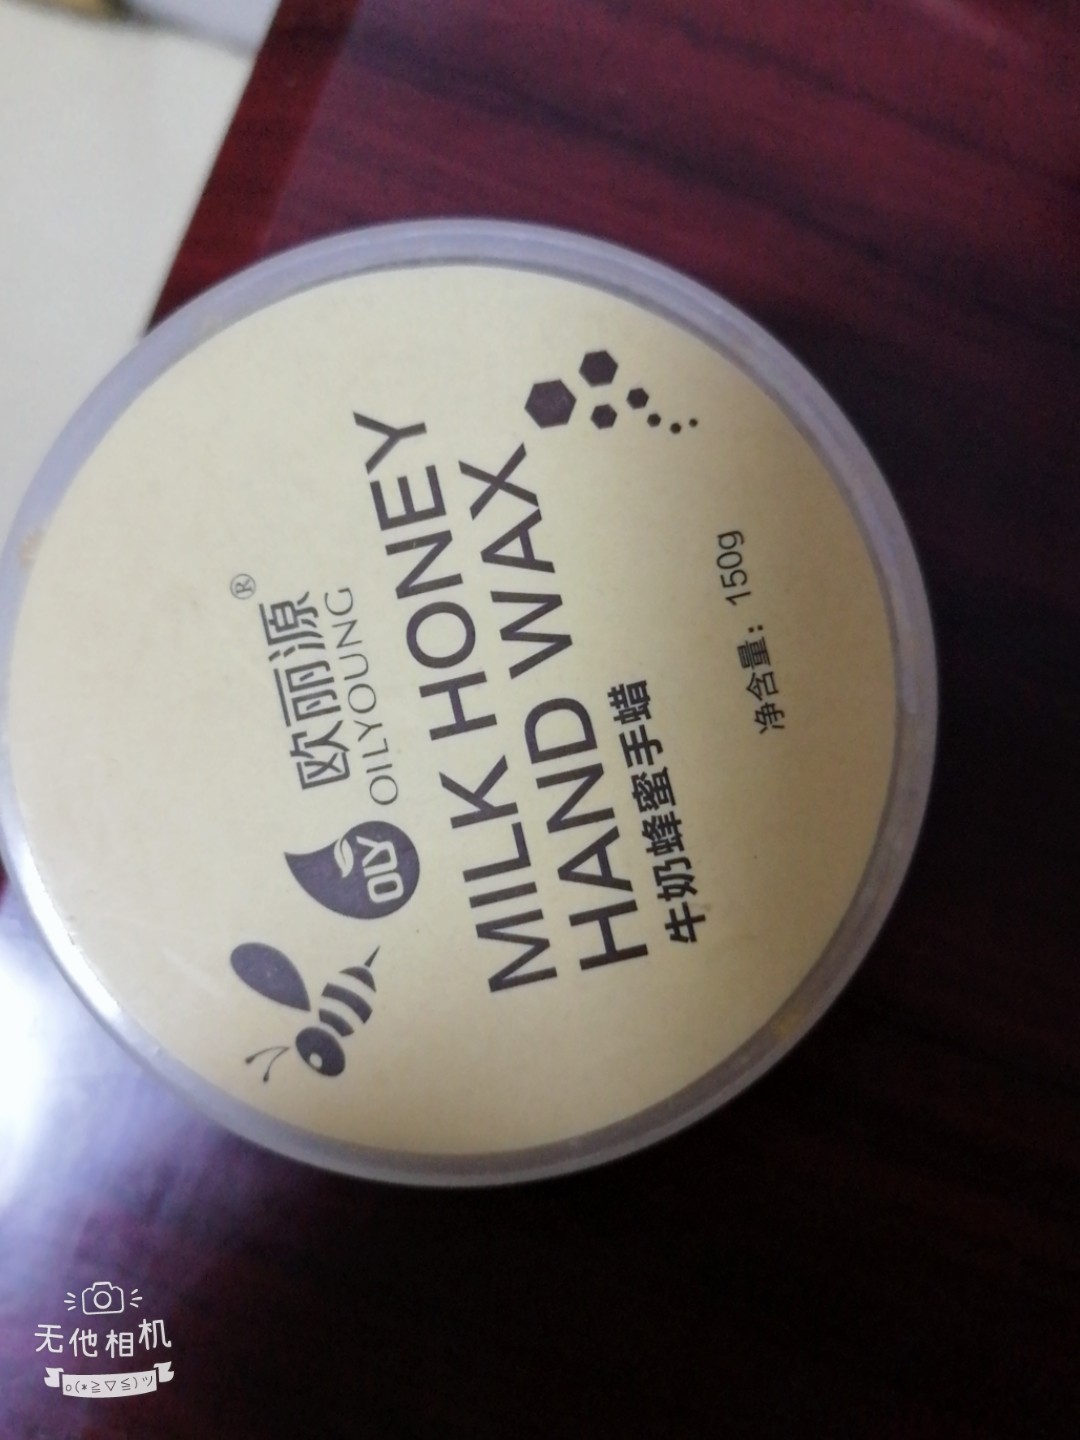 欧丽源®
OILYOUNG
OLY
MILK HONEY
HAND WAX
牛奶蜂蜜手蜡
净含量：150g
无他相机
o(*≧▽≦)ツ